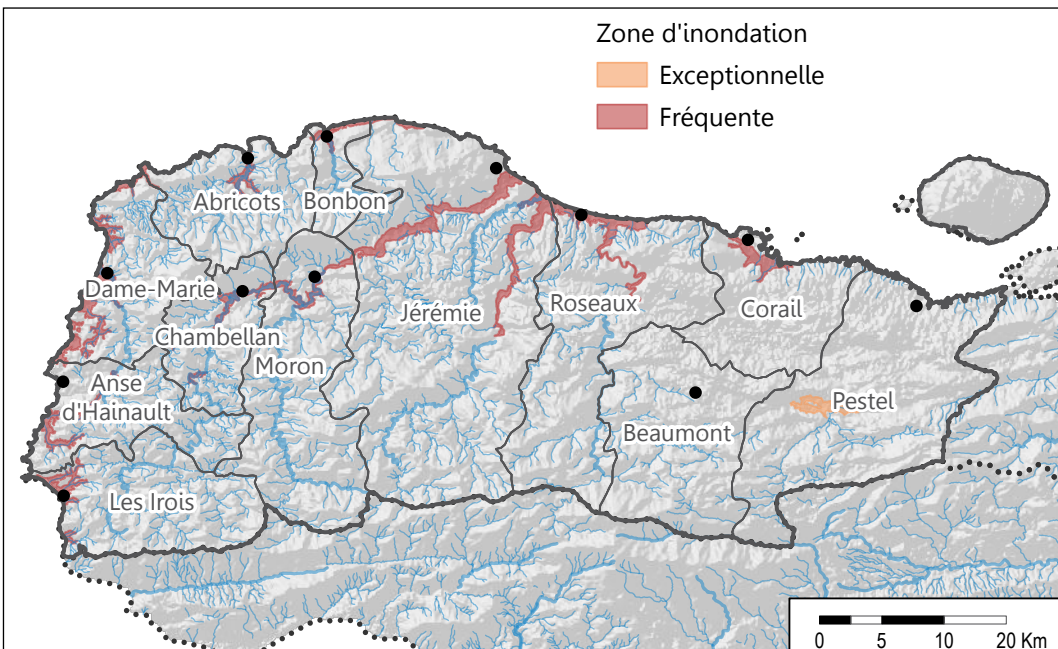 Zone d'inondation
Exceptionnelle
Fréquente
Abricots
Bonbon
Dame-Marie
Chambellan
Jérémie
Roseaux
Corail
Moron
Anse
d'Hainault
Pestel
Beaumont
Les Irois
0 5 10 20 Km